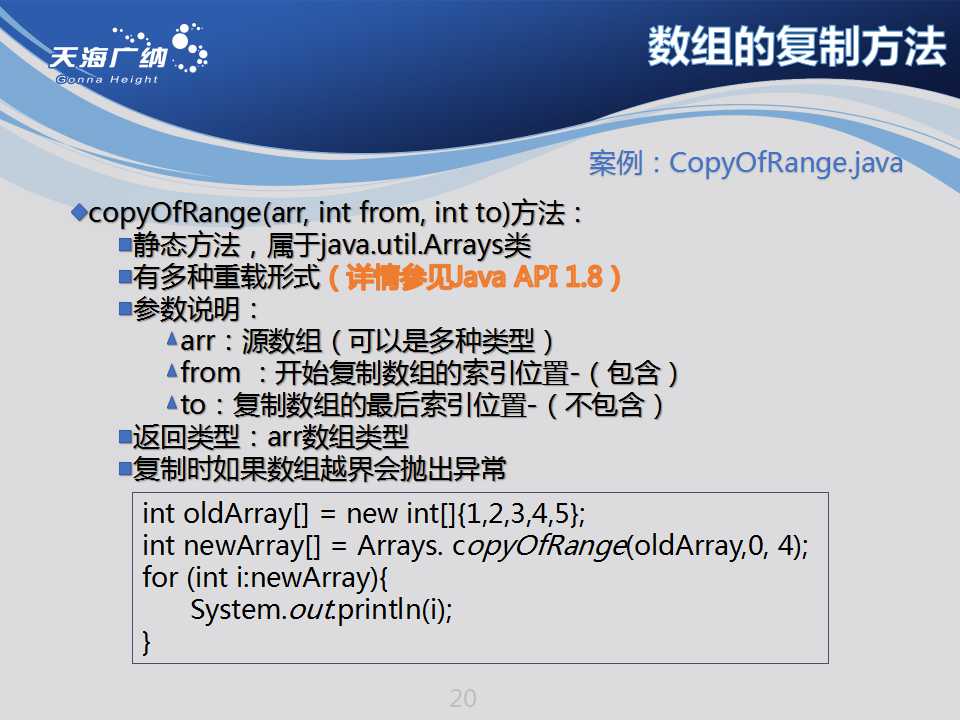 天海广纳
Gonna Height
数组的复制方法
案例：CopyOfRange.java
copyOfRange(arr, int from, int to)方法：
静态方法，属于java.util.Arrays类
有多种重载形式（详情参见Java API 1.8）
参数说明：
arr：源数组（可以是多种类型）
from ：开始复制数组的索引位置-（包含）
to：复制数组的最后索引位置-（不包含）
返回类型：arr数组类型
复制时如果数组越界会抛出异常
int oldArray[] = new int[]{1,2,3,4,5};
int newArray[] = Arrays. copyOfRange(oldArray,0, 4);
for (int i:newArray){
System.out.println(i);
}
20